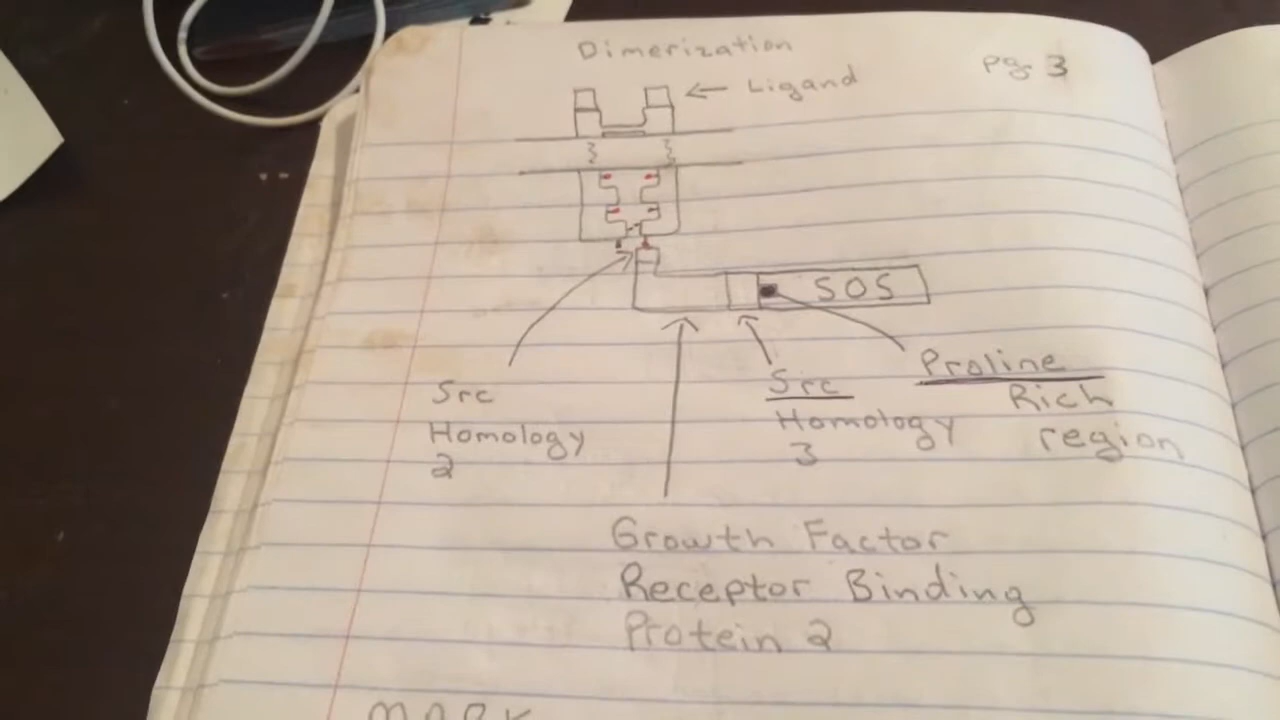 Dimerization
pg. 3
← Ligand
SOS
Src
Homology
2
Src
Homology
3
Proline
Rich
region
Growth Factor
Receptor Binding
Protein 2